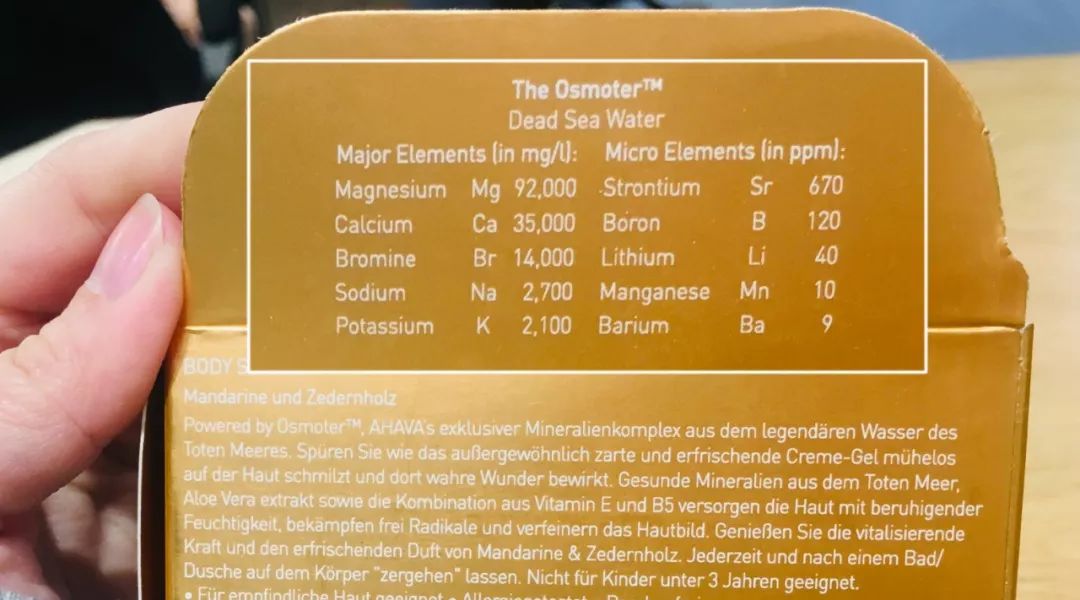 The Osmoter™
Dead Sea Water
Major Elements (in mg/l): Micro Elements (in ppm):
Magnesium Mg 92,000 Strontium Sr 670
Calcium Ca 35,000 Boron B 120
Bromine Br 14,000 Lithium Li 40
Sodium Na 2,700 Manganese Mn 10
Potassium K 2,100 Barium Ba 9
BODY S
Mandarine und Zedernholz
Powered by Osmoter™, AHAVA's exklusiver Mineralienkomplex aus dem legendären Wasser des
Toten Meeres. Spüren Sie wie das außergewöhnlich zarte und erfrischende Creme-Gel mühelos
auf der Haut schmilzt und dort wahre Wunder bewirkt. Gesunde Mineralien aus dem Toten Meer,
Aloe Vera extrakt sowie die Kombination aus Vitamin E und B5 versorgen die Haut mit beruhigender
Feuchtigkeit, bekämpfen frei Radikale und verfeinern das Hautbild. Genießen Sie die vitalisierende
Kraft und den erfrischenden Duft von Mandarine & Zedernholz. Jederzeit und nach einem Bad/
Dusche auf dem Körper "zergehen" lassen. Nicht für Kinder unter 3 Jahren geeignet.
• Für empfindliche Haut geeignet •